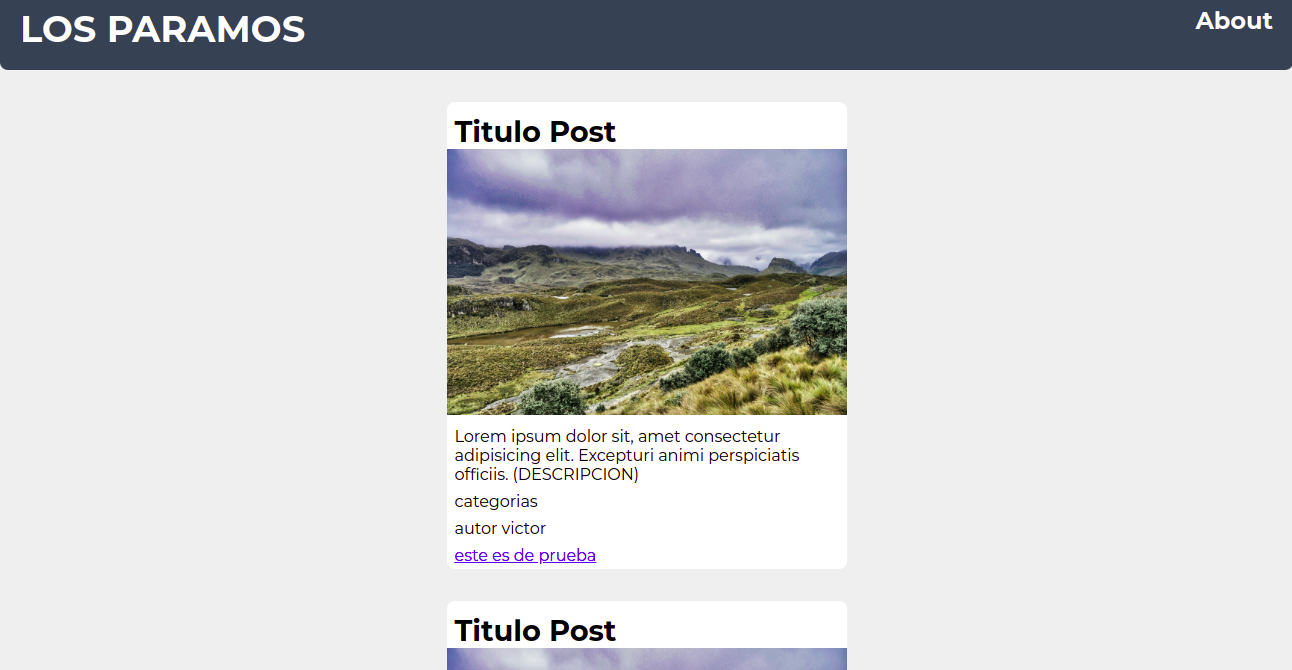 LOS PARAMOS
About
Titulo Post
Lorem ipsum dolor sit, amet consectetur
adipisicing elit. Excepturi animi perspiciatis
officiis. (DESCRIPCION)
categorias
autor victor
este es de prueba
Titulo Post